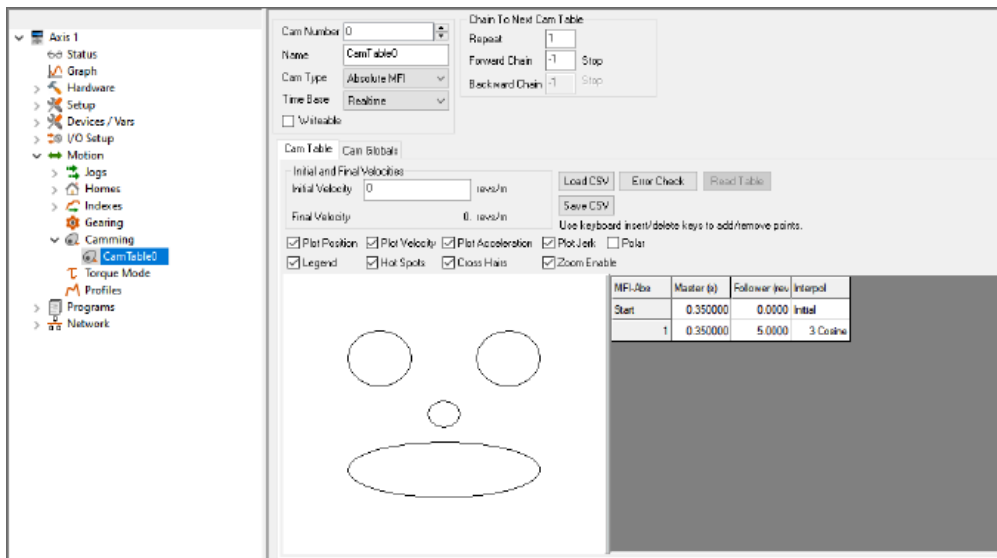 Axis 1
Status
Graph
Hardware
Setup
Devices / Vars
I/O Setup
Motion
Jogs
Homes
Indexes
Gearing
Camming
CamTable0
Torque Mode
Profiles
Programs
Network
Cam Number 0
Name CamTable0
Cam Type Absolute MFI
Time Base Realtime
Writeable
Chain To Next Cam Table
Repeat 1
Forward Chain -1 Stop
Backward Chain -1 Stop
Cam Table Cam Globals
Initial and Final Velocities
Initial Velocity 0 revs/m
Final Velocity 0. revs/m
Load CSV Error Check Read Table
Save CSV
Use keyboard insert/delete keys to add/remove points.
Plot Position Plot Velocity Plot Acceleration Plot Jerk Polar
Legend Hot Spots Cross Hairs Zoom Enable
MFI-Abs Master (s) Follower (rev Interpol
Start 0.350000 0.0000 Initial
1 0.350000 5.0000 3 Cosine